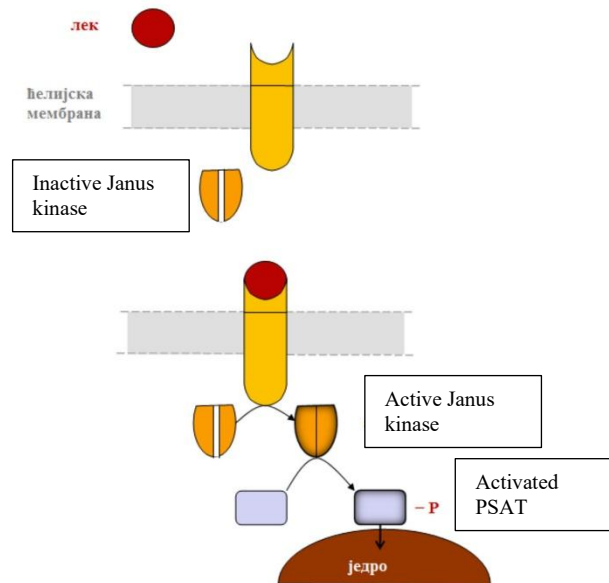 лек
ћелијска
мембрана
Inactive Janus
kinase
Active Janus
kinase
Activated
PSAT
– P
једро